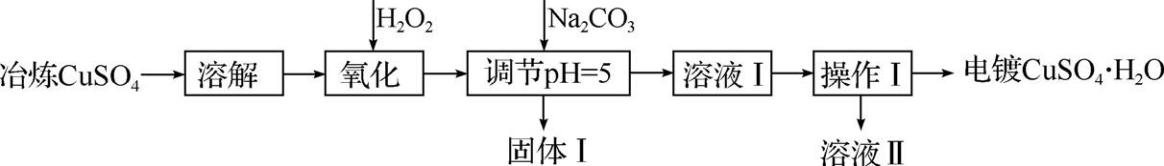 H₂O₂ Na₂CO₃
冶炼CuSO₄ 溶解 氧化 调节pH=5 溶液Ⅰ 操作Ⅰ 电镀CuSO₄·H₂O
固体Ⅰ 溶液Ⅱ